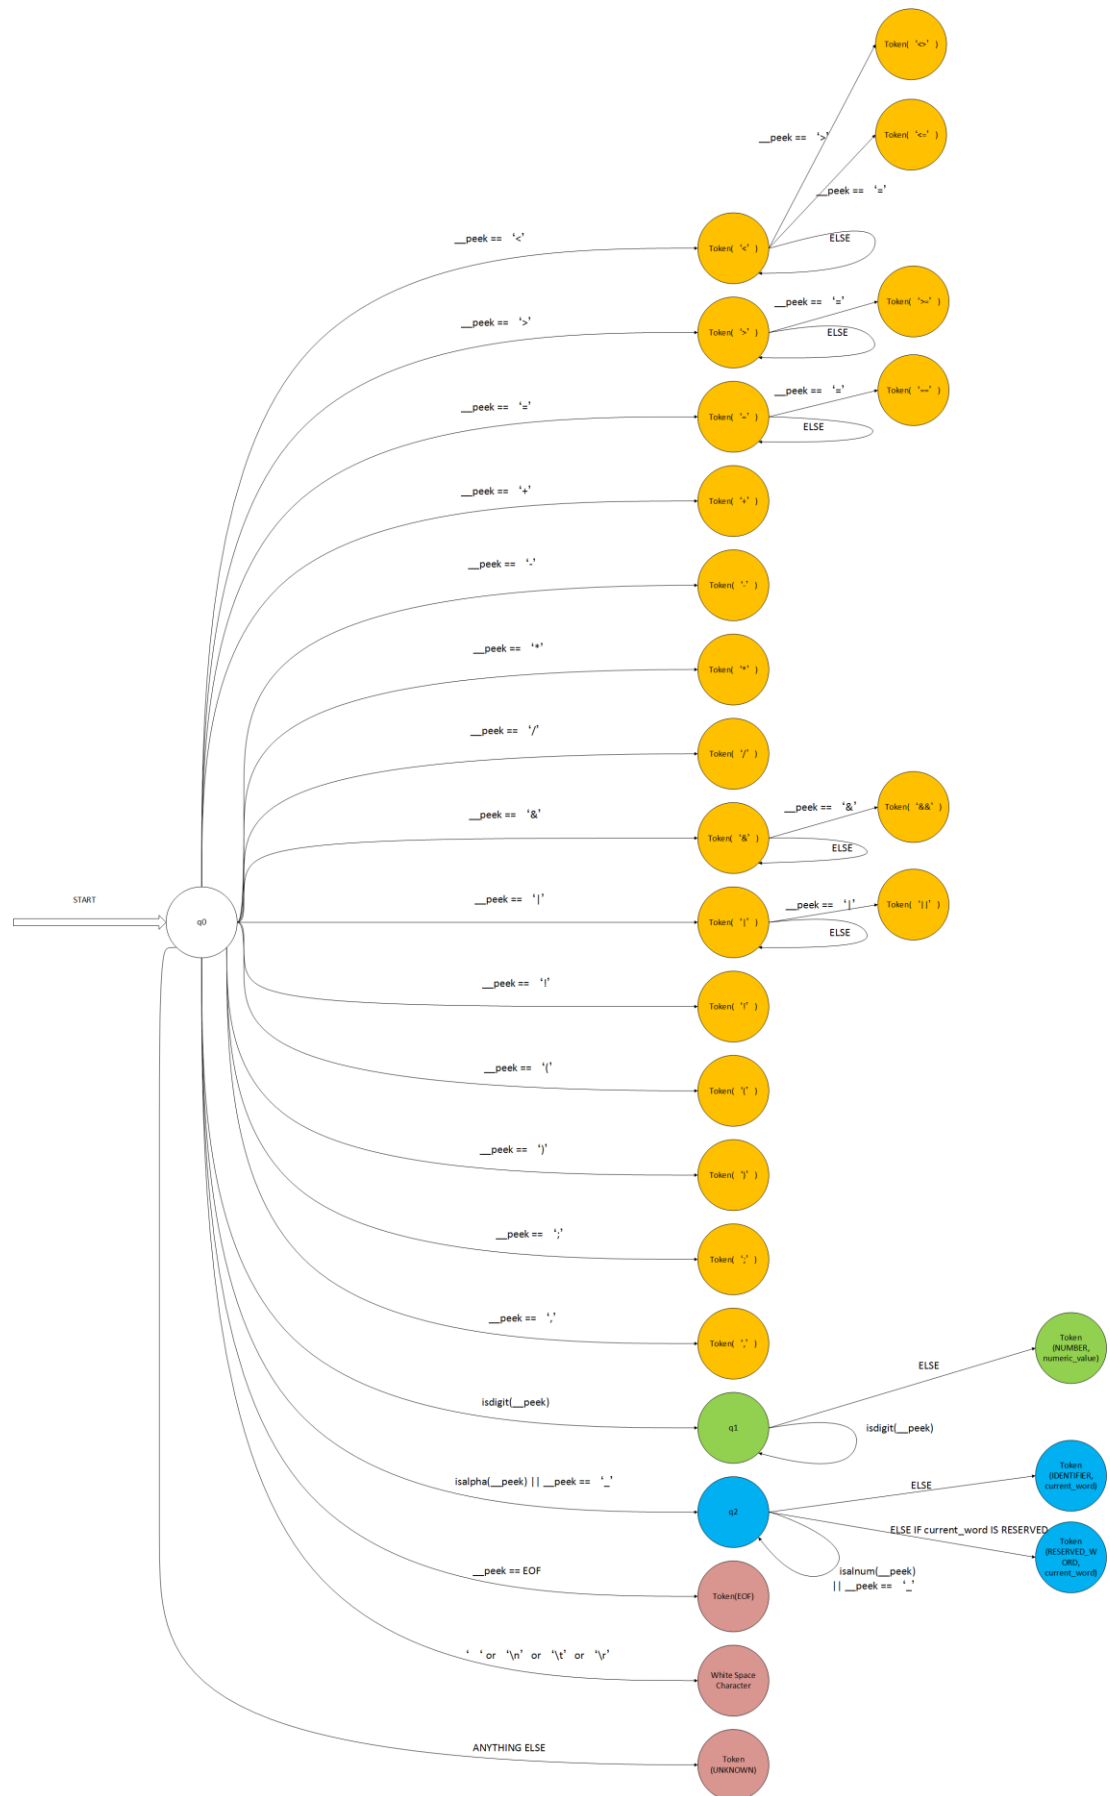 Token( ‘<>’ )
__peek == ‘>’
Token( ‘<=’ )
__peek == ‘=’
__peek == ‘<’
Token( ‘<’ )
ELSE
__peek == ‘>’
Token( ‘>’ )
__peek == ‘=’
Token( ‘>=’ )
ELSE
__peek == ‘=’
Token( ‘=’ )
__peek == ‘=’
Token( ‘==’ )
ELSE
__peek == ‘+’
Token( ‘+’ )
__peek == ‘-’
Token( ‘-’ )
__peek == ‘*’
Token( ‘*’ )
__peek == ‘/’
Token( ‘/’ )
__peek == ‘&’
Token( ‘&’ )
__peek == ‘&’
Token( ‘&&’ )
ELSE
START
q0
__peek == ‘|’
Token( ‘|’ )
__peek == ‘|’
Token( ‘||’ )
ELSE
__peek == ‘!’
Token( ‘!’ )
__peek == ‘(’
Token( ‘(’ )
__peek == ‘)’
Token( ‘)’ )
__peek == ‘;’
Token( ‘;’ )
__peek == ‘,’
Token( ‘,’ )
isdigit(__peek)
q1
ELSE
Token
(NUMBER,
numeric_value)
isdigit(__peek)
isalpha(__peek) || __peek == ‘_’
q2
ELSE
Token
(IDENTIFIER,
current_word)
ELSE IF current_word IS RESERVED
Token
(RESERVED_W
ORD,
current_word)
isalnum(__peek)
|| __peek == ‘_’
__peek == EOF
Token(EOF)
‘ ‘ or ‘\n’ or ‘\t’ or ‘\r’
White Space
Character
ANYTHING ELSE
Token
(UNKNOWN)